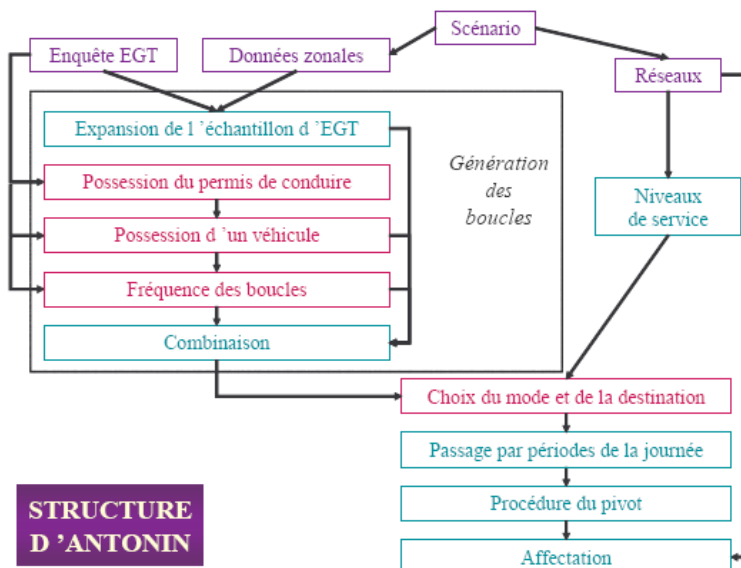 Scénario
Enquête EGT
Données zonales
Réseaux
Expansion de l ’échantillon d ’EGT
Possession du permis de conduire
Possession d ’un véhicule
Fréquence des boucles
Combinaison
Génération
des
boucles
Niveaux
de service
Choix du mode et de la destination
Passage par périodes de la journée
Procédure du pivot
Affectation
STRUCTURE
D ’ANTONIN